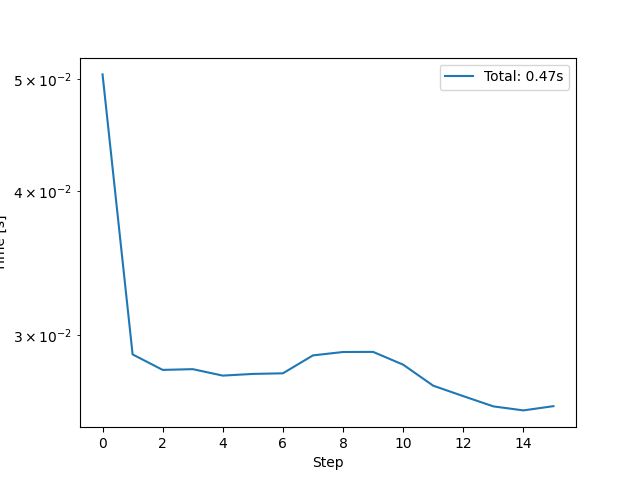 Total: 0.47s
5 × 10⁻²
4 × 10⁻²
3 × 10⁻²
Time [s]
0 2 4 6 8 10 12 14
Step